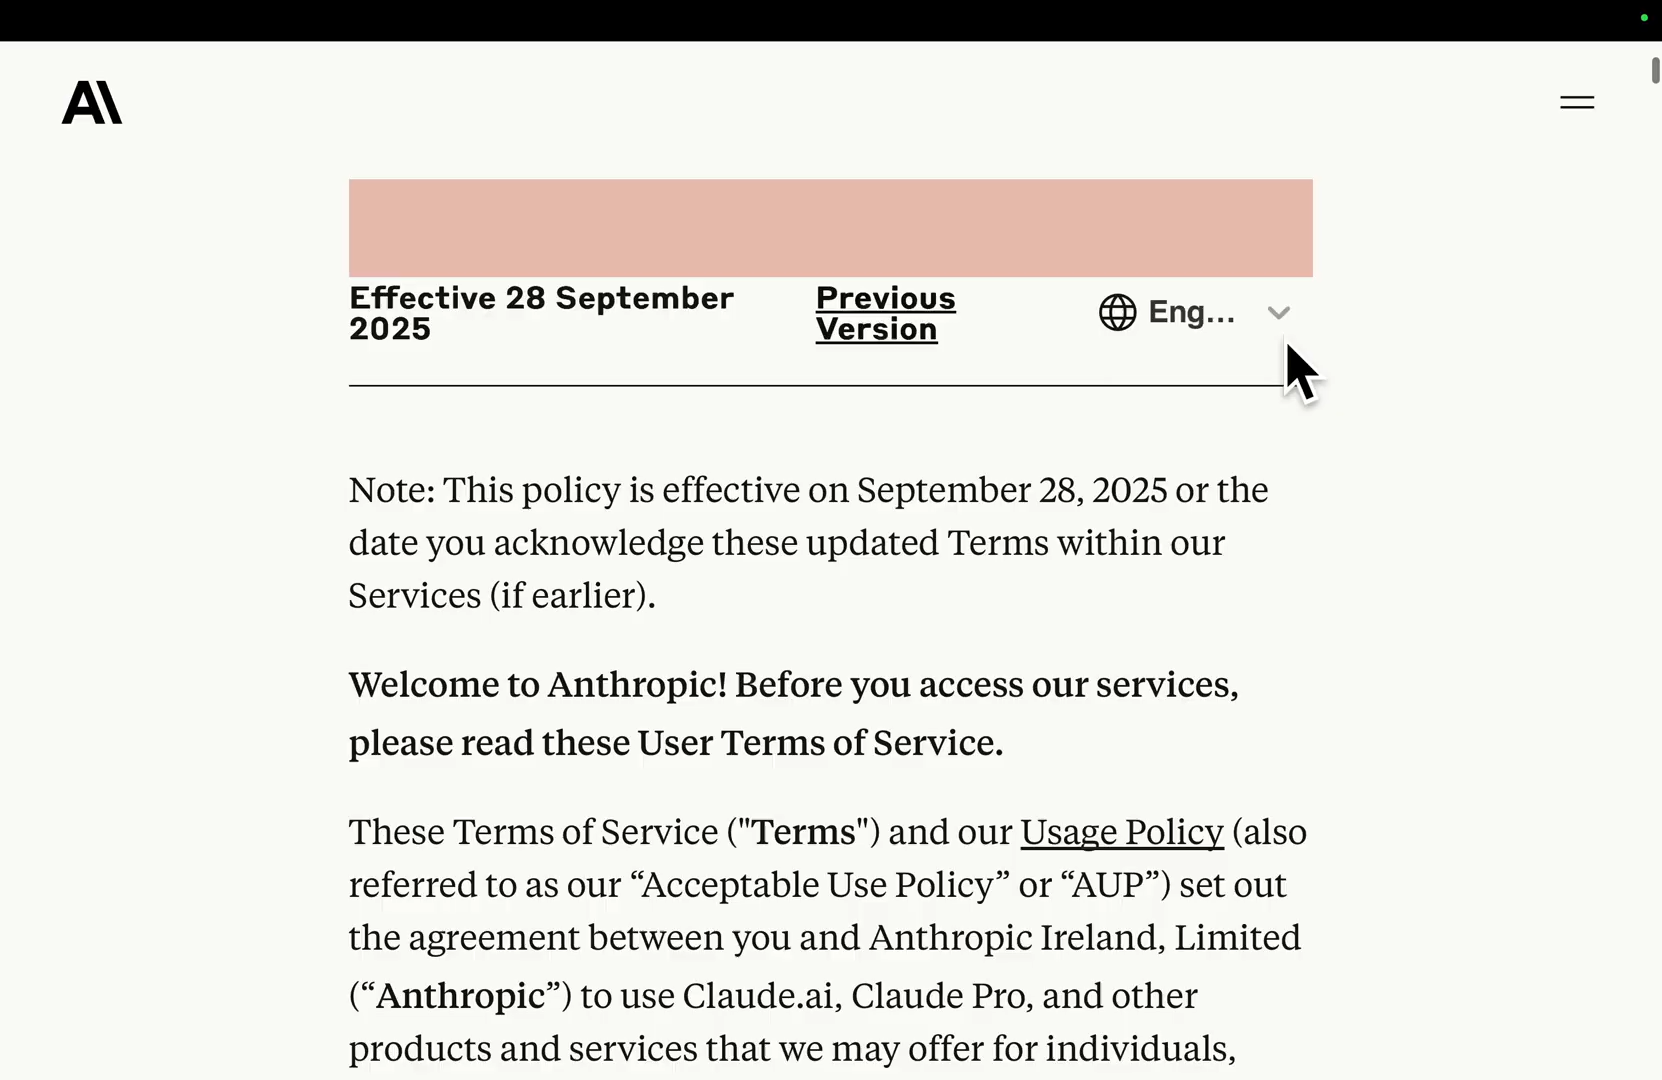 Effective 28 September
2025
Previous
Version
Eng...
Note: This policy is effective on September 28, 2025 or the
date you acknowledge these updated Terms within our
Services (if earlier).
Welcome to Anthropic! Before you access our services,
please read these User Terms of Service.
These Terms of Service ("Terms") and our Usage Policy (also
referred to as our “Acceptable Use Policy” or “AUP”) set out
the agreement between you and Anthropic Ireland, Limited
(“Anthropic”) to use Claude.ai, Claude Pro, and other
products and services that we may offer for individuals,